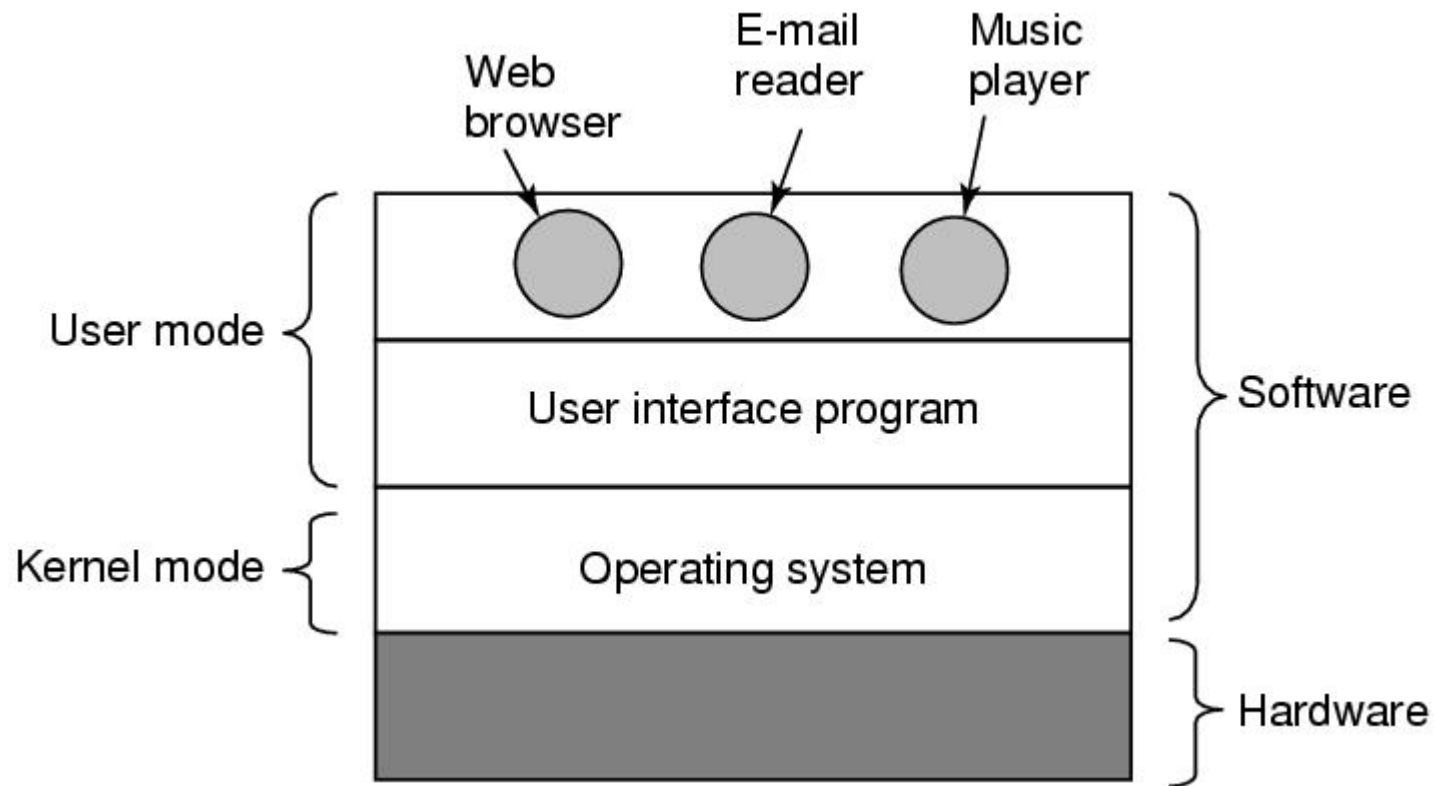 Web
browser
E-mail
reader
Music
player
User mode
User interface program
Software
Kernel mode
Operating system
Hardware